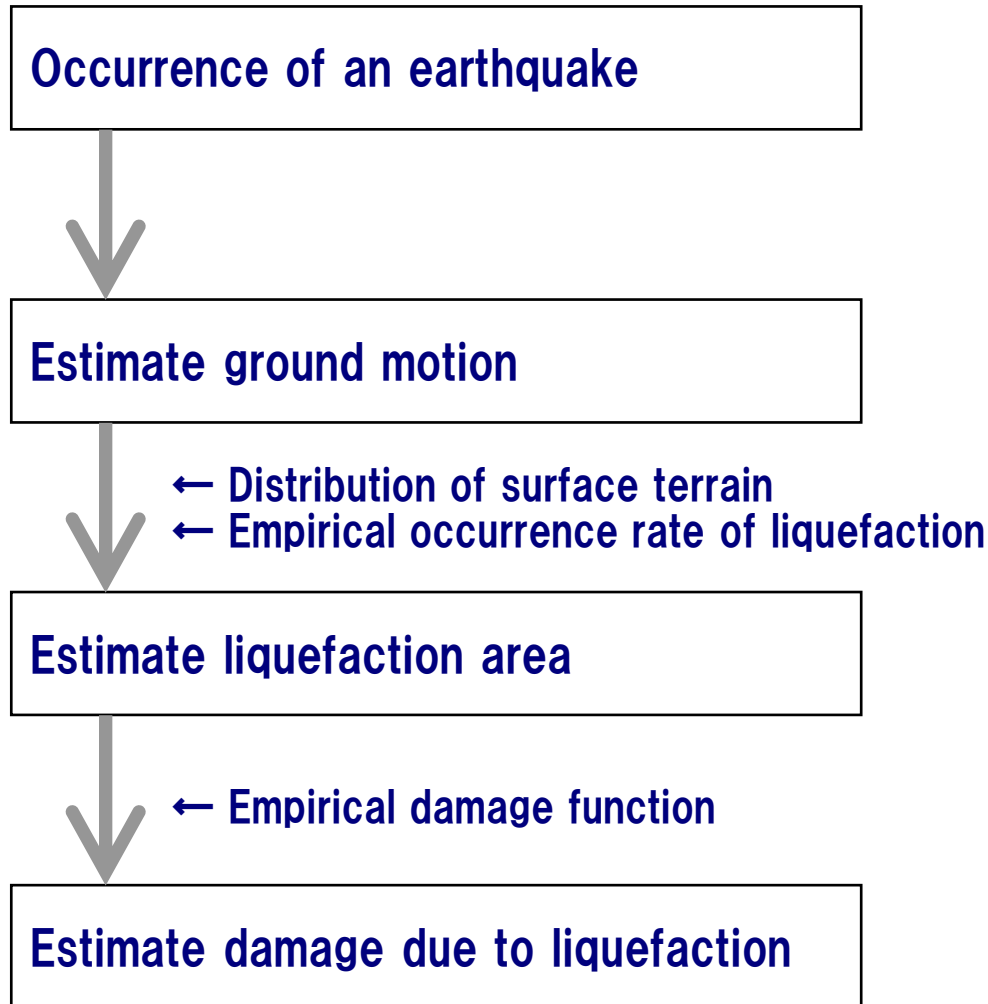 Occurrence of an earthquake
Estimate ground motion
← Distribution of surface terrain
← Empirical occurrence rate of liquefaction
Estimate liquefaction area
← Empirical damage function
Estimate damage due to liquefaction